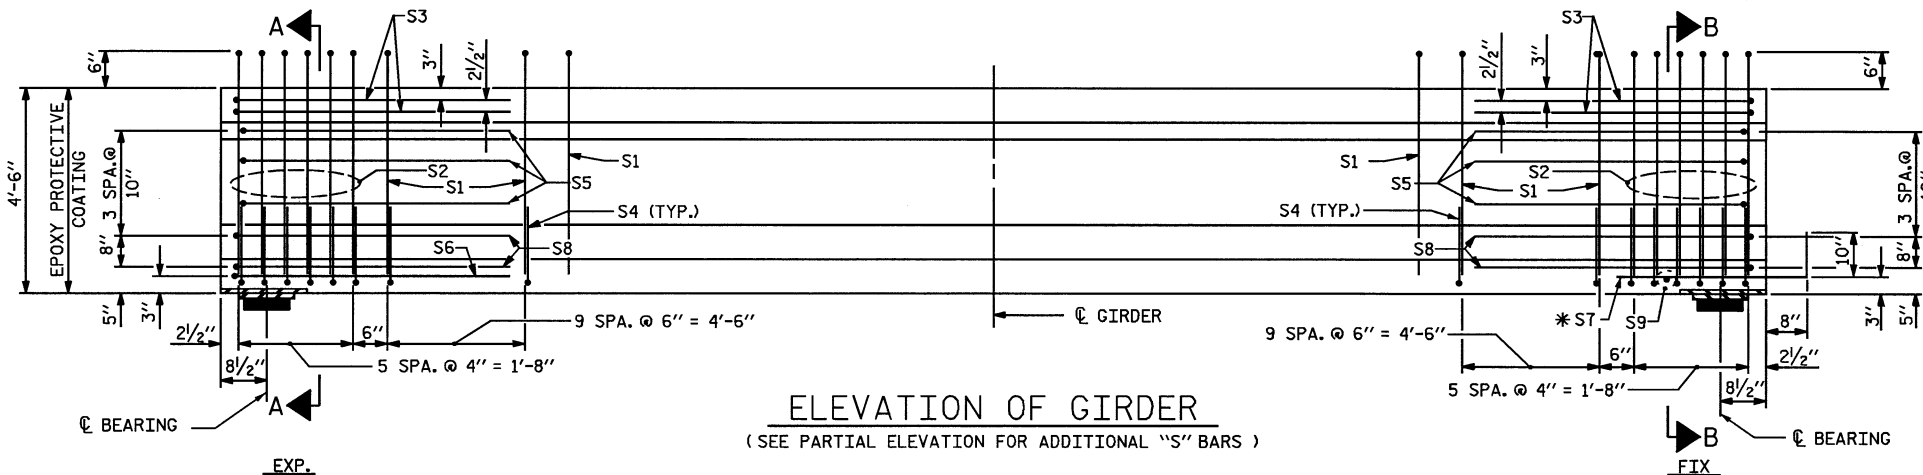 A
S3
S3
B
6"
3"
2½"
2½"
3"
6"
4'-6"
EPOXY PROTECTIVE
COATING
3 SPA.@
10"
8"
S2
S1
S1
S5
S4 (TYP.)
S6
S8
S1
S5
S2
S1
S4 (TYP.)
S8
3 SPA.@
8"
10"
5"
3"
2½"
8½"
6"
9 SPA. @ 6" = 4'-6"
5 SPA. @ 4" = 1'-8"
℄ GIRDER
* S7
S9
9 SPA. @ 6" = 4'-6"
6"
5 SPA. @ 4" = 1'-8"
8"
3"
5"
2½"
8½"
A
℄ BEARING
EXP.
ELEVATION OF GIRDER
( SEE PARTIAL ELEVATION FOR ADDITIONAL "S" BARS )
B
℄ BEARING
FIX